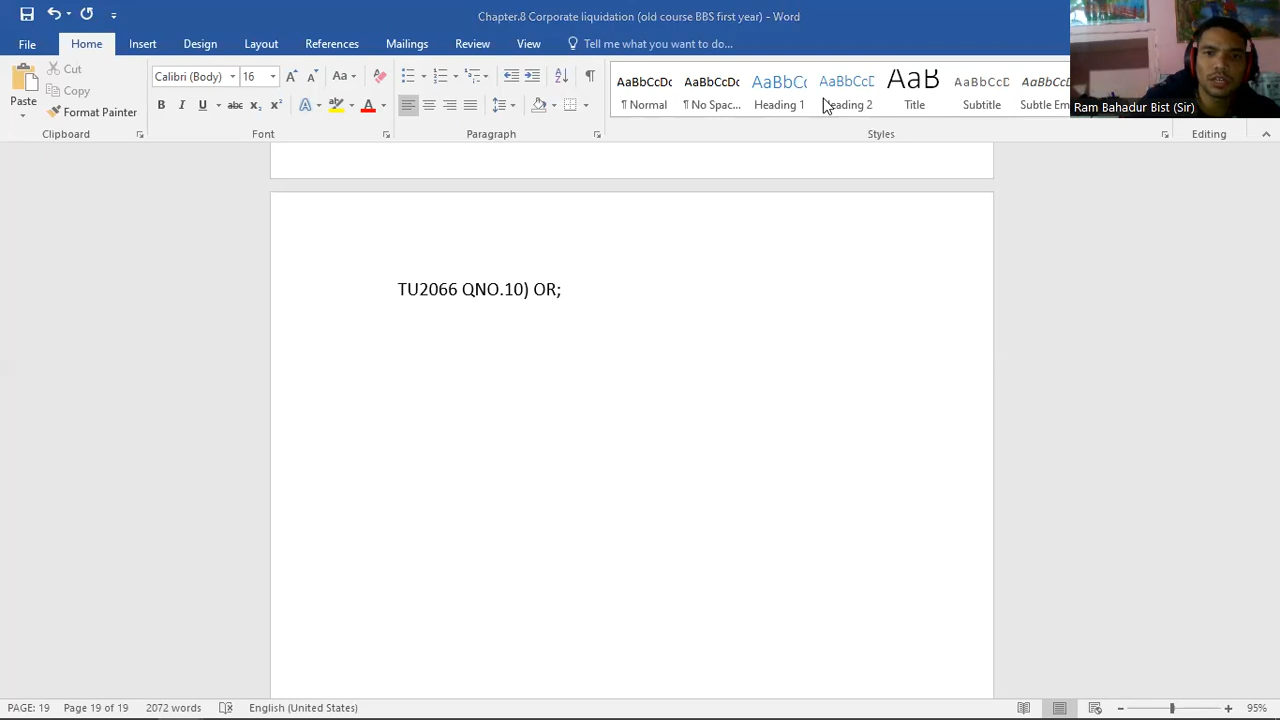 Chapter.8 Corporate liquidation (old course BBS first year) - Word
File Home Insert Design Layout References Mailings Review View Tell me what you want to do...
Cut
Copy
Format Painter
Paste
Clipboard
Calibri (Body) 16
Font
Paragraph
AaBbCcDc AaBbCcDc AaBbCc AaBbCcD AaB AaBbCcD AaBbCcDc
¶ Normal ¶ No Spac... Heading 1 Heading 2 Title Subtitle Subtle Em
Styles
Editing
Ram Bahadur Bist (Sir)
TU2066 QNO.10) OR;
PAGE: 19 Page 19 of 19 2072 words English (United States) 95%